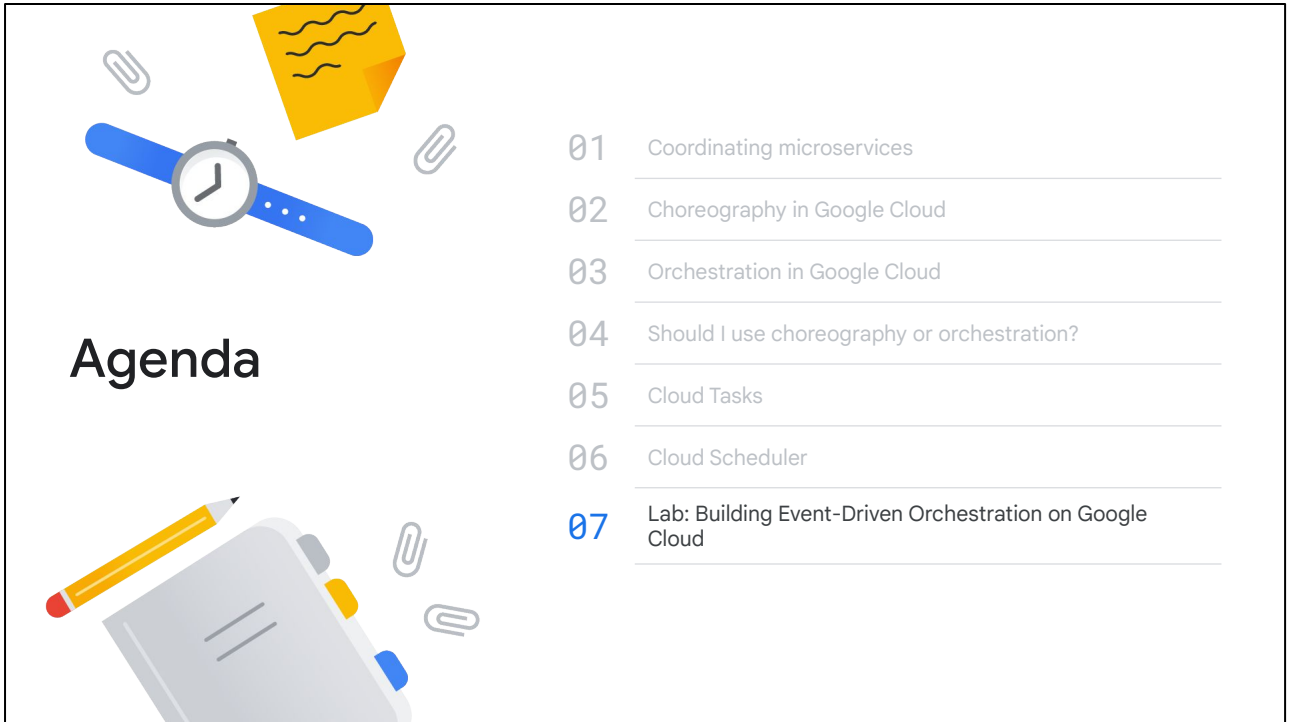 Agenda
01 Coordinating microservices
02 Choreography in Google Cloud
03 Orchestration in Google Cloud
04 Should I use choreography or orchestration?
05 Cloud Tasks
06 Cloud Scheduler
07 Lab: Building Event-Driven Orchestration on Google
Cloud